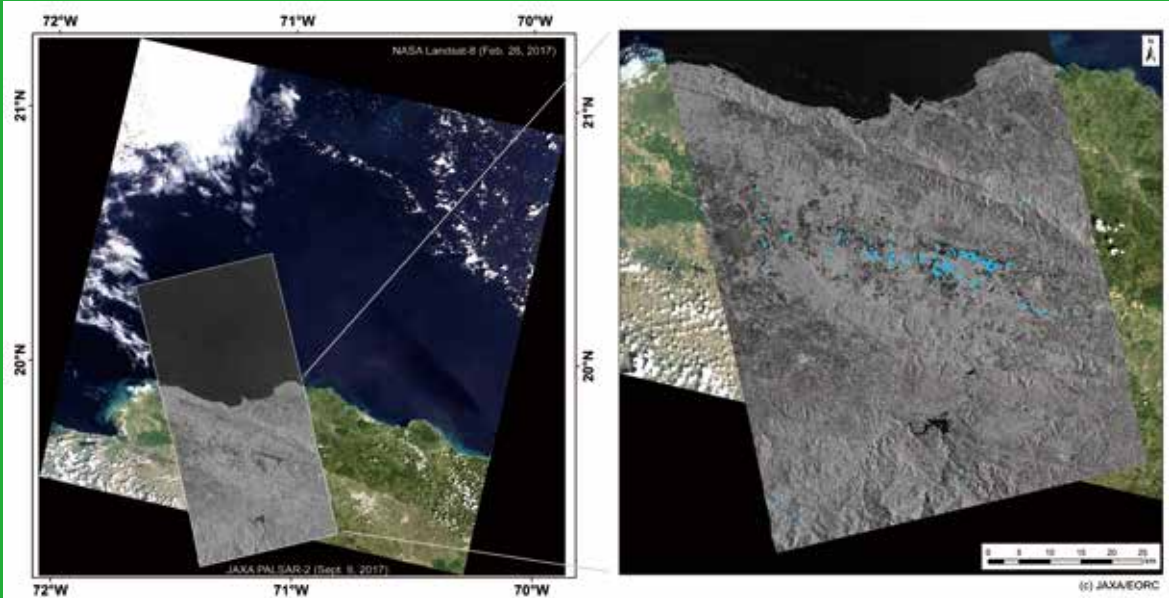 72°W 71°W 70°W
NASA Landsat-8 (Feb. 26, 2017)
N
21°N 21°N
20°N 20°N
JAXA PALSAR-2 (Sept. 8, 2017)
0 5 10 15 20 25
km
72°W 71°W 70°W
(c) JAXA/EORC